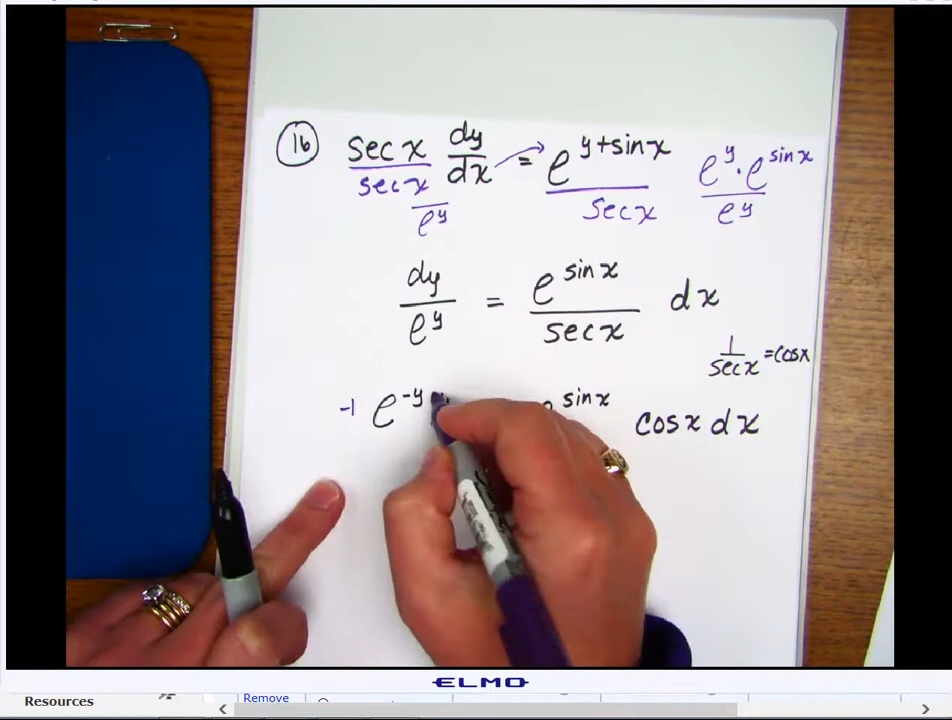 16 sec x dy/dx = e^(y+sin x) e^y · e^(sin x)
sec x e^y sec x e^y
dy/e^y = e^(sin x)/sec x dx
1/sec x = cos x
-1 e^-y e^(sin x) cos x dx
ELMO
Resources Remove